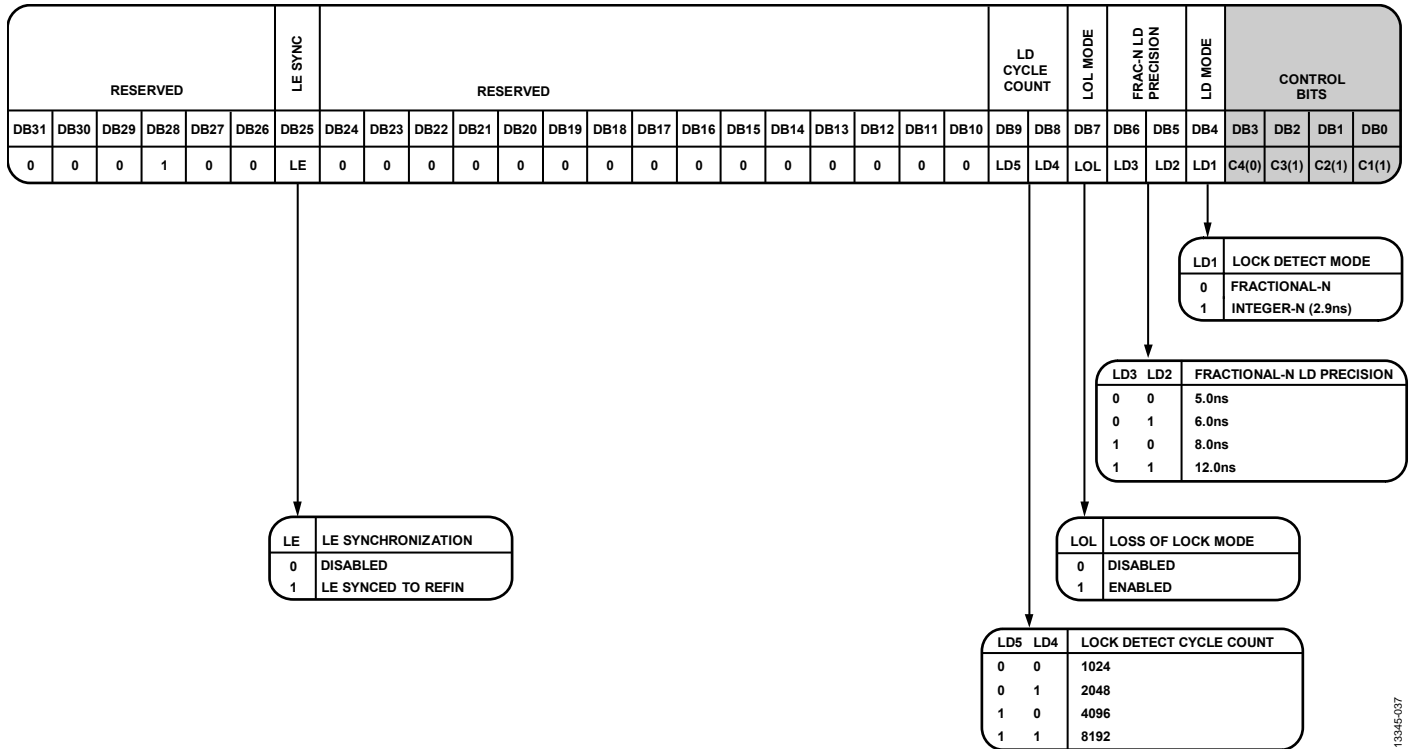 RESERVED LE SYNC RESERVED LD CYCLE COUNT LOL MODE FRAC-N LD PRECISION LD MODE CONTROL BITS
DB31 DB30 DB29 DB28 DB27 DB26 DB25 DB24 DB23 DB22 DB21 DB20 DB19 DB18 DB17 DB16 DB15 DB14 DB13 DB12 DB11 DB10 DB9 DB8 DB7 DB6 DB5 DB4 DB3 DB2 DB1 DB0
0 0 0 1 0 0 LE 0 0 0 0 0 0 0 0 0 0 0 0 0 0 0 LD5 LD4 LOL LD3 LD2 LD1 C4(0) C3(1) C2(1) C1(1)
LD1 LOCK DETECT MODE
0 FRACTIONAL-N
1 INTEGER-N (2.9ns)
LD3 LD2 FRACTIONAL-N LD PRECISION
0 0 5.0ns
0 1 6.0ns
1 0 8.0ns
1 1 12.0ns
LE LE SYNCHRONIZATION
0 DISABLED
1 LE SYNCED TO REFIN
LOL LOSS OF LOCK MODE
0 DISABLED
1 ENABLED
LD5 LD4 LOCK DETECT CYCLE COUNT
0 0 1024
0 1 2048
1 0 4096
1 1 8192
13345-037